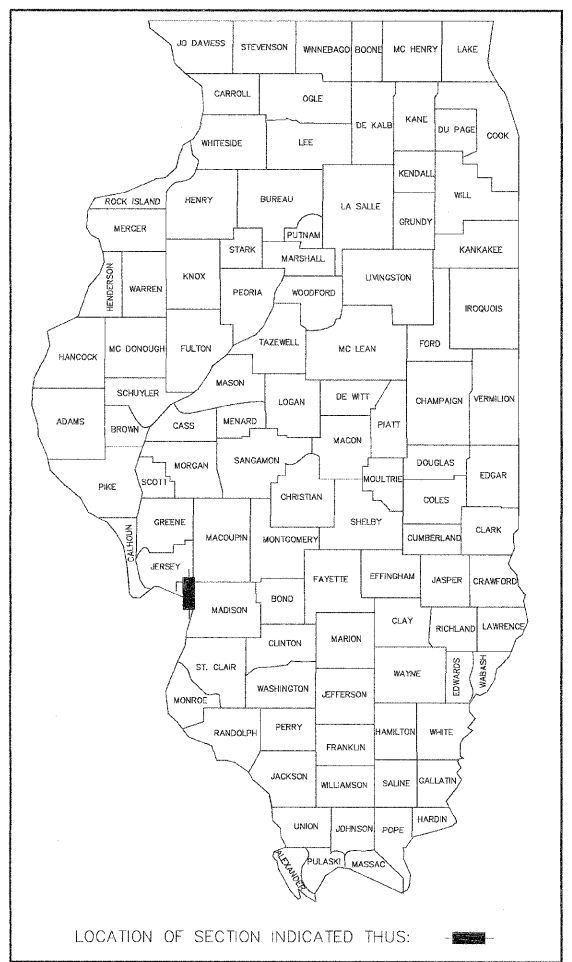 JO DAVIESS STEVENSON WINNEBAGO BOONE MC HENRY LAKE
CARROLL OGLE DE KALB KANE DU PAGE COOK
WHITESIDE LEE
KENDALL WILL
ROCK ISLAND HENRY BUREAU LA SALLE GRUNDY
MERCER PUTNAM
STARK MARSHALL KANKAKEE
HENDERSON WARREN KNOX PEORIA WOODFORD LIVINGSTON IROQUOIS
HANCOCK MC DONOUGH FULTON TAZEWELL MC LEAN FORD
MASON
SCHUYLER LOGAN DE WITT CHAMPAIGN VERMILION
ADAMS BROWN CASS MENARD MACON PIATT
MORGAN SANGAMON DOUGLAS
PIKE SCOTT CHRISTIAN MOULTRIE COLES EDGAR
GREENE SHELBY
CALHOUN MACOUPIN MONTGOMERY CUMBERLAND CLARK
JERSEY FAYETTE EFFINGHAM JASPER CRAWFORD
MADISON BOND
CLAY RICHLAND LAWRENCE
CLINTON MARION
ST. CLAIR WAYNE EDWARDS WABASH
MONROE WASHINGTON JEFFERSON
RANDOLPH PERRY HAMILTON WHITE
FRANKLIN
JACKSON WILLIAMSON SALINE GALLATIN
UNION JOHNSON POPE HARDIN
ALEXANDER PULASKI MASSAC
LOCATION OF SECTION INDICATED THUS: